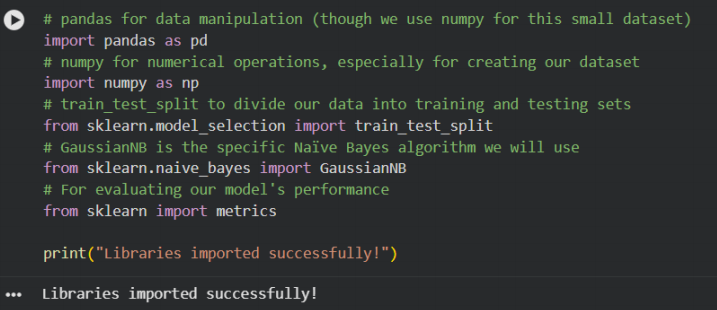 # pandas for data manipulation (though we use numpy for this small dataset)
import pandas as pd
# numpy for numerical operations, especially for creating our dataset
import numpy as np
# train_test_split to divide our data into training and testing sets
from sklearn.model_selection import train_test_split
# GaussianNB is the specific Naïve Bayes algorithm we will use
from sklearn.naive_bayes import GaussianNB
# For evaluating our model's performance
from sklearn import metrics
print("Libraries imported successfully!")
Libraries imported successfully!